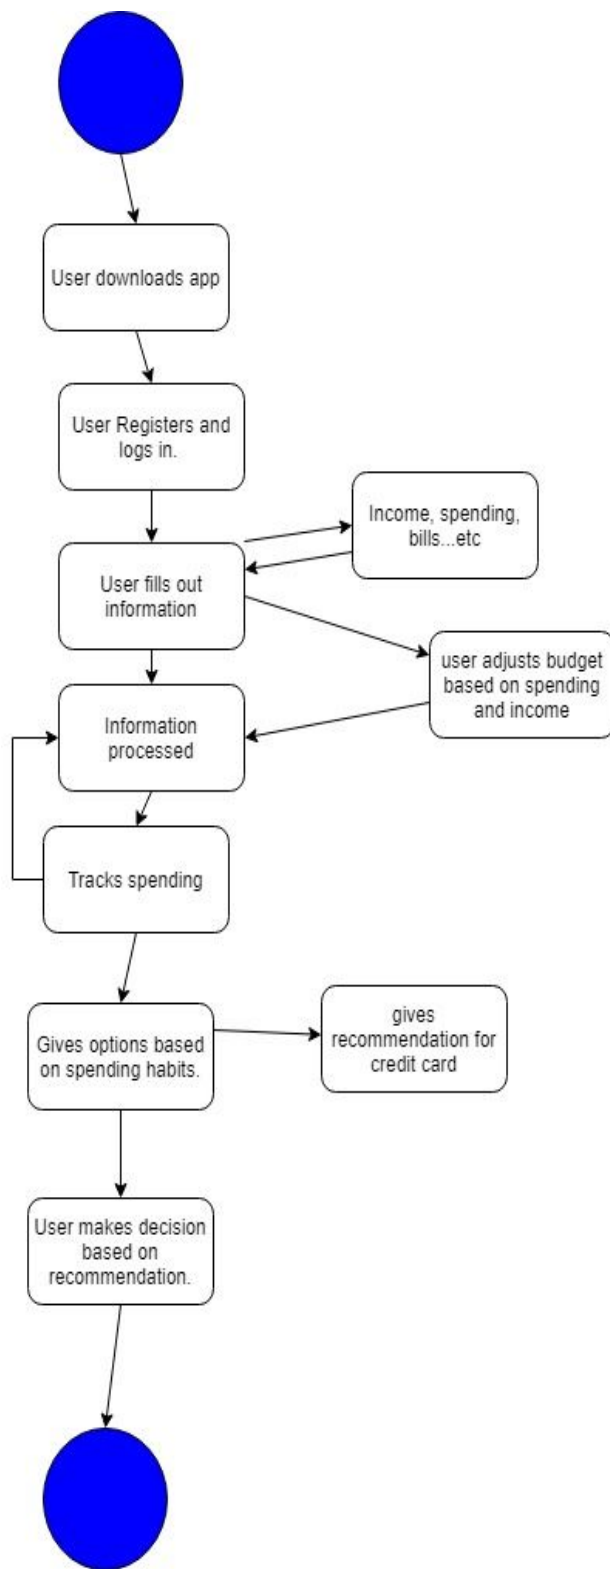 User downloads app
User Registers and
logs in.
Income, spending,
bills...etc
User fills out
information
user adjusts budget
based on spending
and income
Information
processed
Tracks spending
Gives options based
on spending habits.
gives
recommendation for
credit card
User makes decision
based on
recommendation.